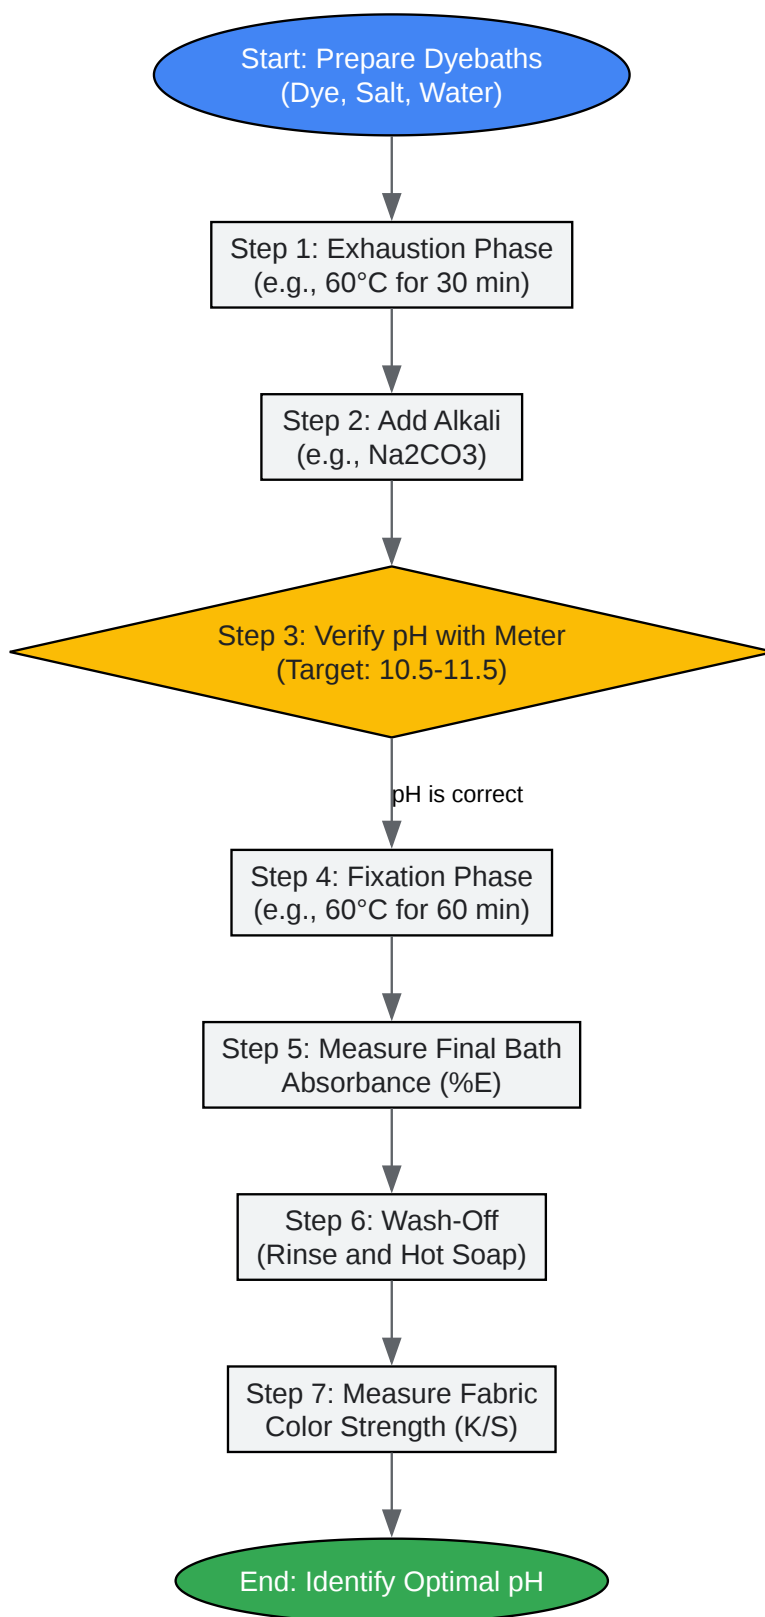 Start: Prepare Dyebaths
(Dye, Salt, Water)
Step 1: Exhaustion Phase
(e.g., 60°C for 30 min)
Step 2: Add Alkali
(e.g., Na2CO3)
Step 3: Verify pH with Meter
(Target: 10.5-11.5)
pH is correct
Step 4: Fixation Phase
(e.g., 60°C for 60 min)
Step 5: Measure Final Bath
Absorbance (%E)
Step 6: Wash-Off
(Rinse and Hot Soap)
Step 7: Measure Fabric
Color Strength (K/S)
End: Identify Optimal pH